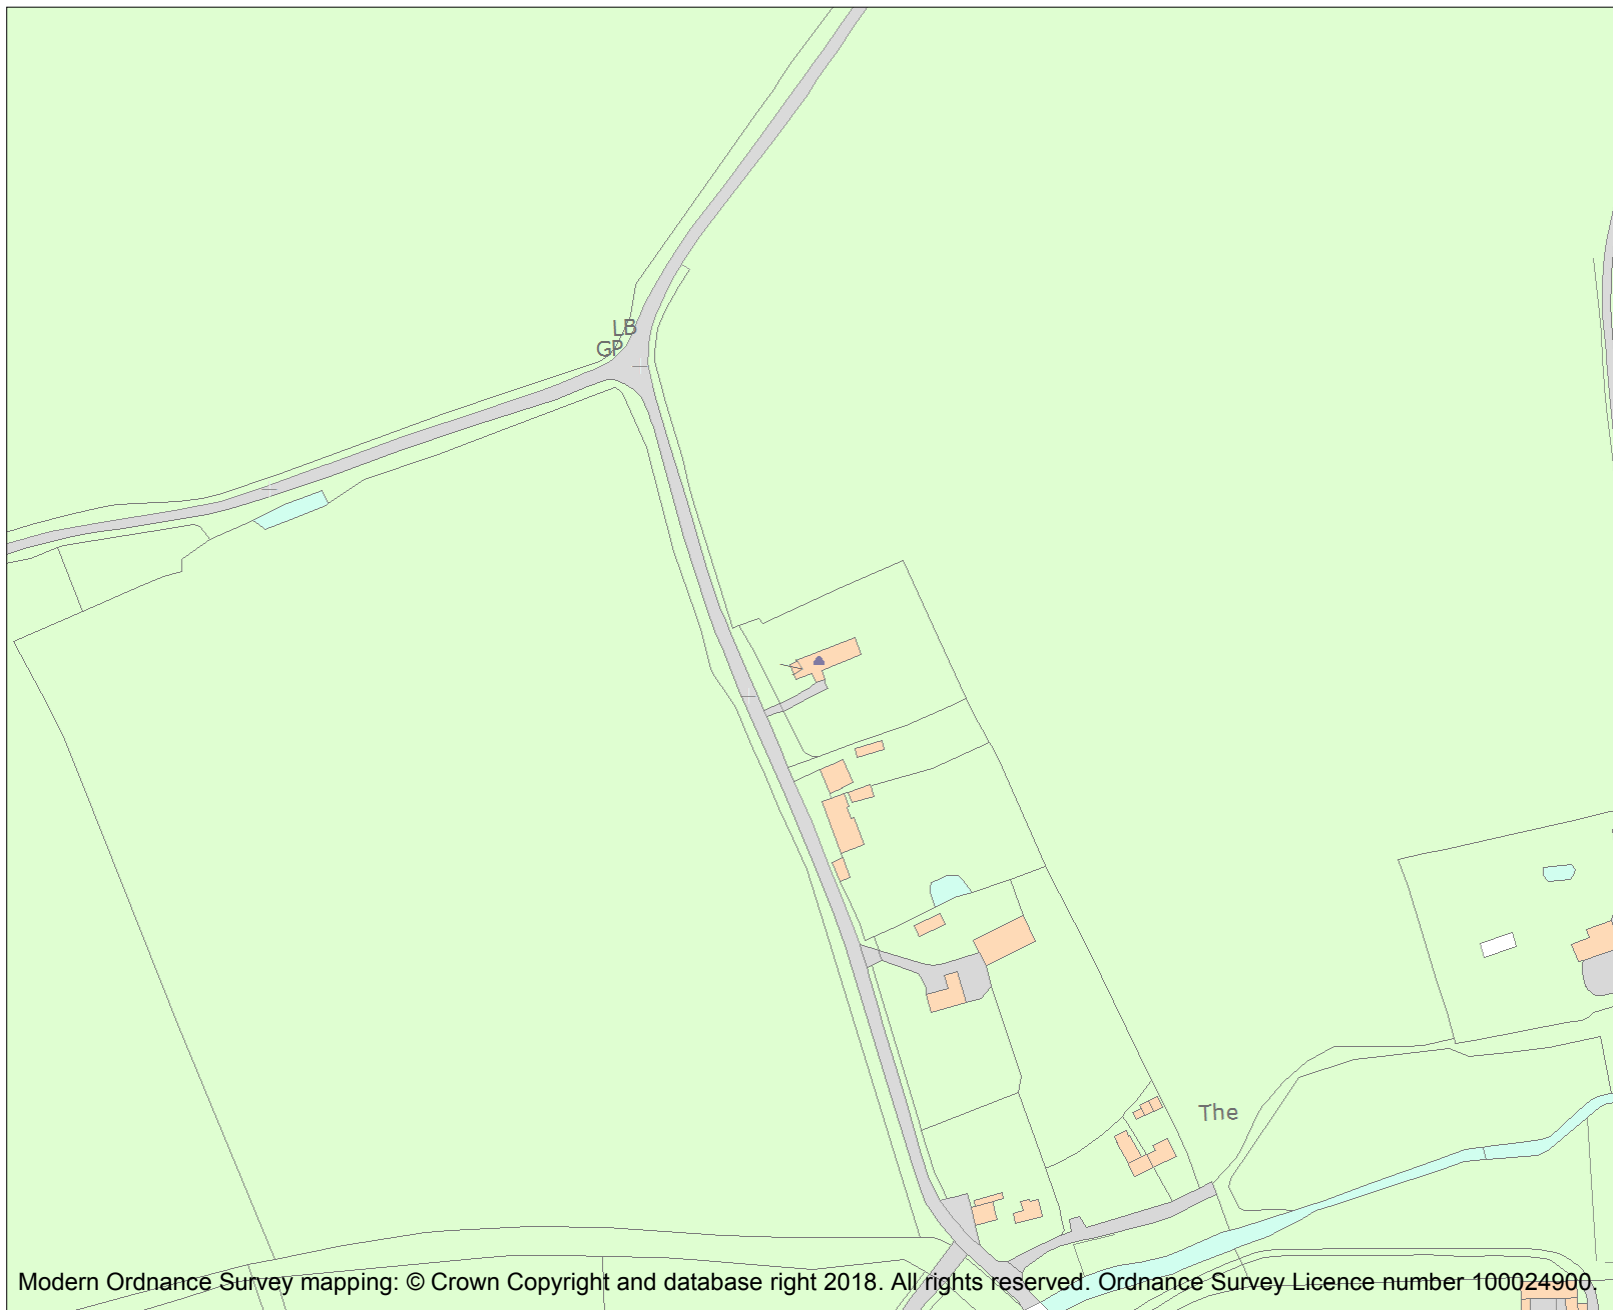 LB
GP
The
Modern Ordnance Survey mapping: © Crown Copyright and database right 2018. All rights reserved. Ordnance Survey Licence number 100024900.